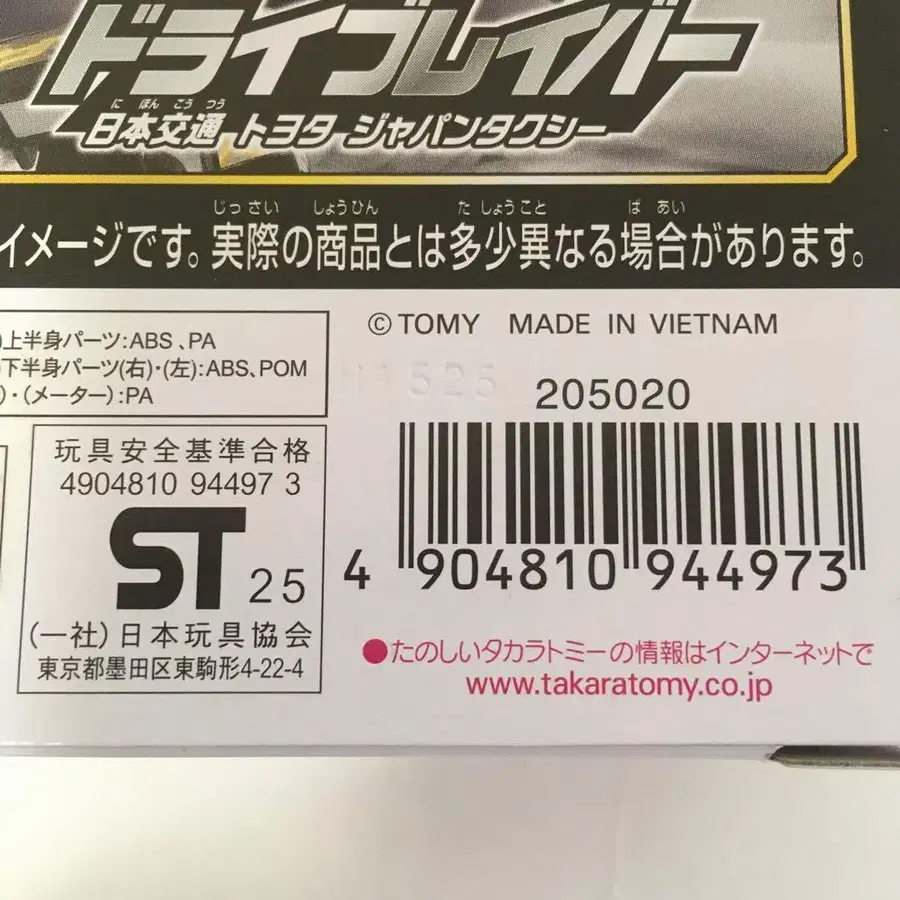 ドライブレイバー
に ほん こう つう
日本交通 トヨタ ジャパンタクシー
じっ さい しょう ひん た しょう こと ば あい
イメージです。実際の商品とは多少異なる場合があります。
上半身パーツ:ABS、PA
下半身パーツ(右)・(左):ABS、POM
)・(メーター):PA
© TOMY MADE IN VIETNAM
H1525
205020
玩具安全基準合格
4904810 94497 3
ST 25
(一社)日本玩具協会
東京都墨田区東駒形4-22-4
4 904810 944973
●たのしいタカラトミーの情報はインターネットで
www.takaratomy.co.jp